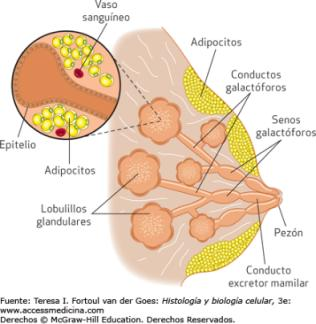 Vaso
sanguíneo
Adipocitos
Conductos
galactóforos
Senos
galactóforos
Epitelio
Adipocitos
Lobulillos
glandulares
Pezón
Conducto
excretor mamilar
Fuente: Teresa I. Fortoul van der Goes: Histología y biología celular, 3e:
www.accessmedicina.com
Derechos © McGraw-Hill Education. Derechos Reservados.